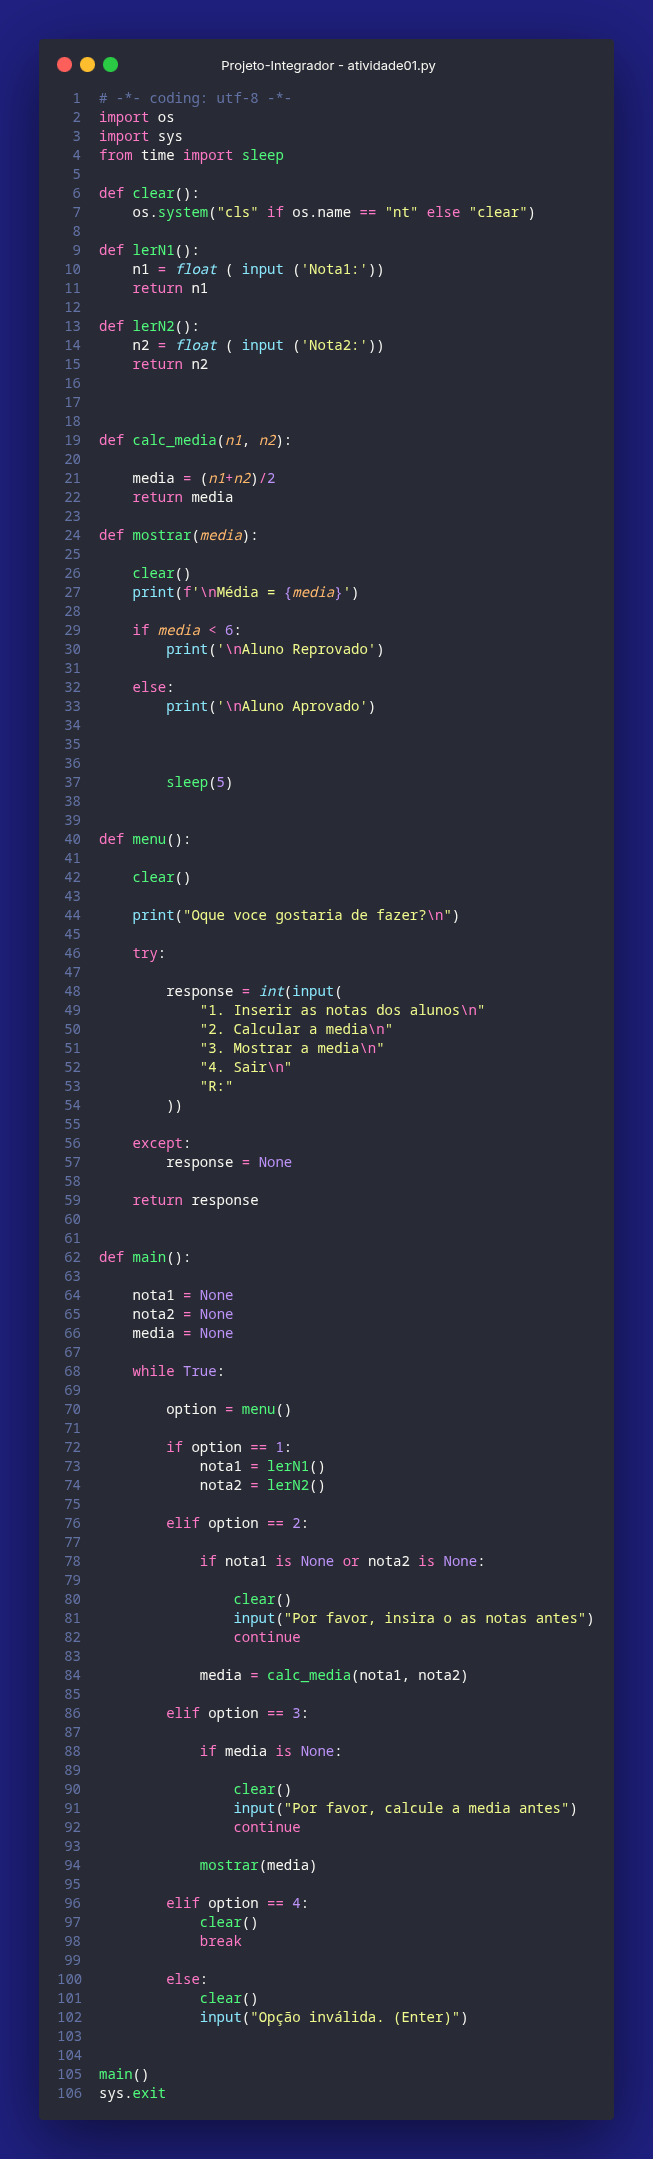 Projeto-Integrador - atividade01.py
1 # -*- coding: utf-8 -*-
2 import os
3 import sys
4 from time import sleep
5
6 def clear():
7     os.system("cls" if os.name == "nt" else "clear")
8
9 def lerN1():
10     n1 = float ( input ('Nota1:'))
11     return n1
12
13 def lerN2():
14     n2 = float ( input ('Nota2:'))
15     return n2
16
17
18
19 def calc_media(n1, n2):
20
21     media = (n1+n2)/2
22     return media
23
24 def mostrar(media):
25
26     clear()
27     print(f'\nMédia = {media}')
28
29     if media < 6:
30         print('\nAluno Reprovado')
31
32     else:
33         print('\nAluno Aprovado')
34
35
36
37         sleep(5)
38
39
40 def menu():
41
42     clear()
43
44     print("Oque voce gostaria de fazer?\n")
45
46     try:
47
48         response = int(input(
49             "1. Inserir as notas dos alunos\n"
50             "2. Calcular a media\n"
51             "3. Mostrar a media\n"
52             "4. Sair\n"
53             "R:"
54         ))
55
56     except:
57         response = None
58
59     return response
60
61
62 def main():
63
64     nota1 = None
65     nota2 = None
66     media = None
67
68     while True:
69
70         option = menu()
71
72         if option == 1:
73             nota1 = lerN1()
74             nota2 = lerN2()
75
76         elif option == 2:
77
78             if nota1 is None or nota2 is None:
79
80                 clear()
81                 input("Por favor, insira o as notas antes")
82                 continue
83
84             media = calc_media(nota1, nota2)
85
86         elif option == 3:
87
88             if media is None:
89
90                 clear()
91                 input("Por favor, calcule a media antes")
92                 continue
93
94             mostrar(media)
95
96         elif option == 4:
97             clear()
98             break
99
100         else:
101             clear()
102             input("Opção inválida. (Enter)")
103
104
105 main()
106 sys.exit